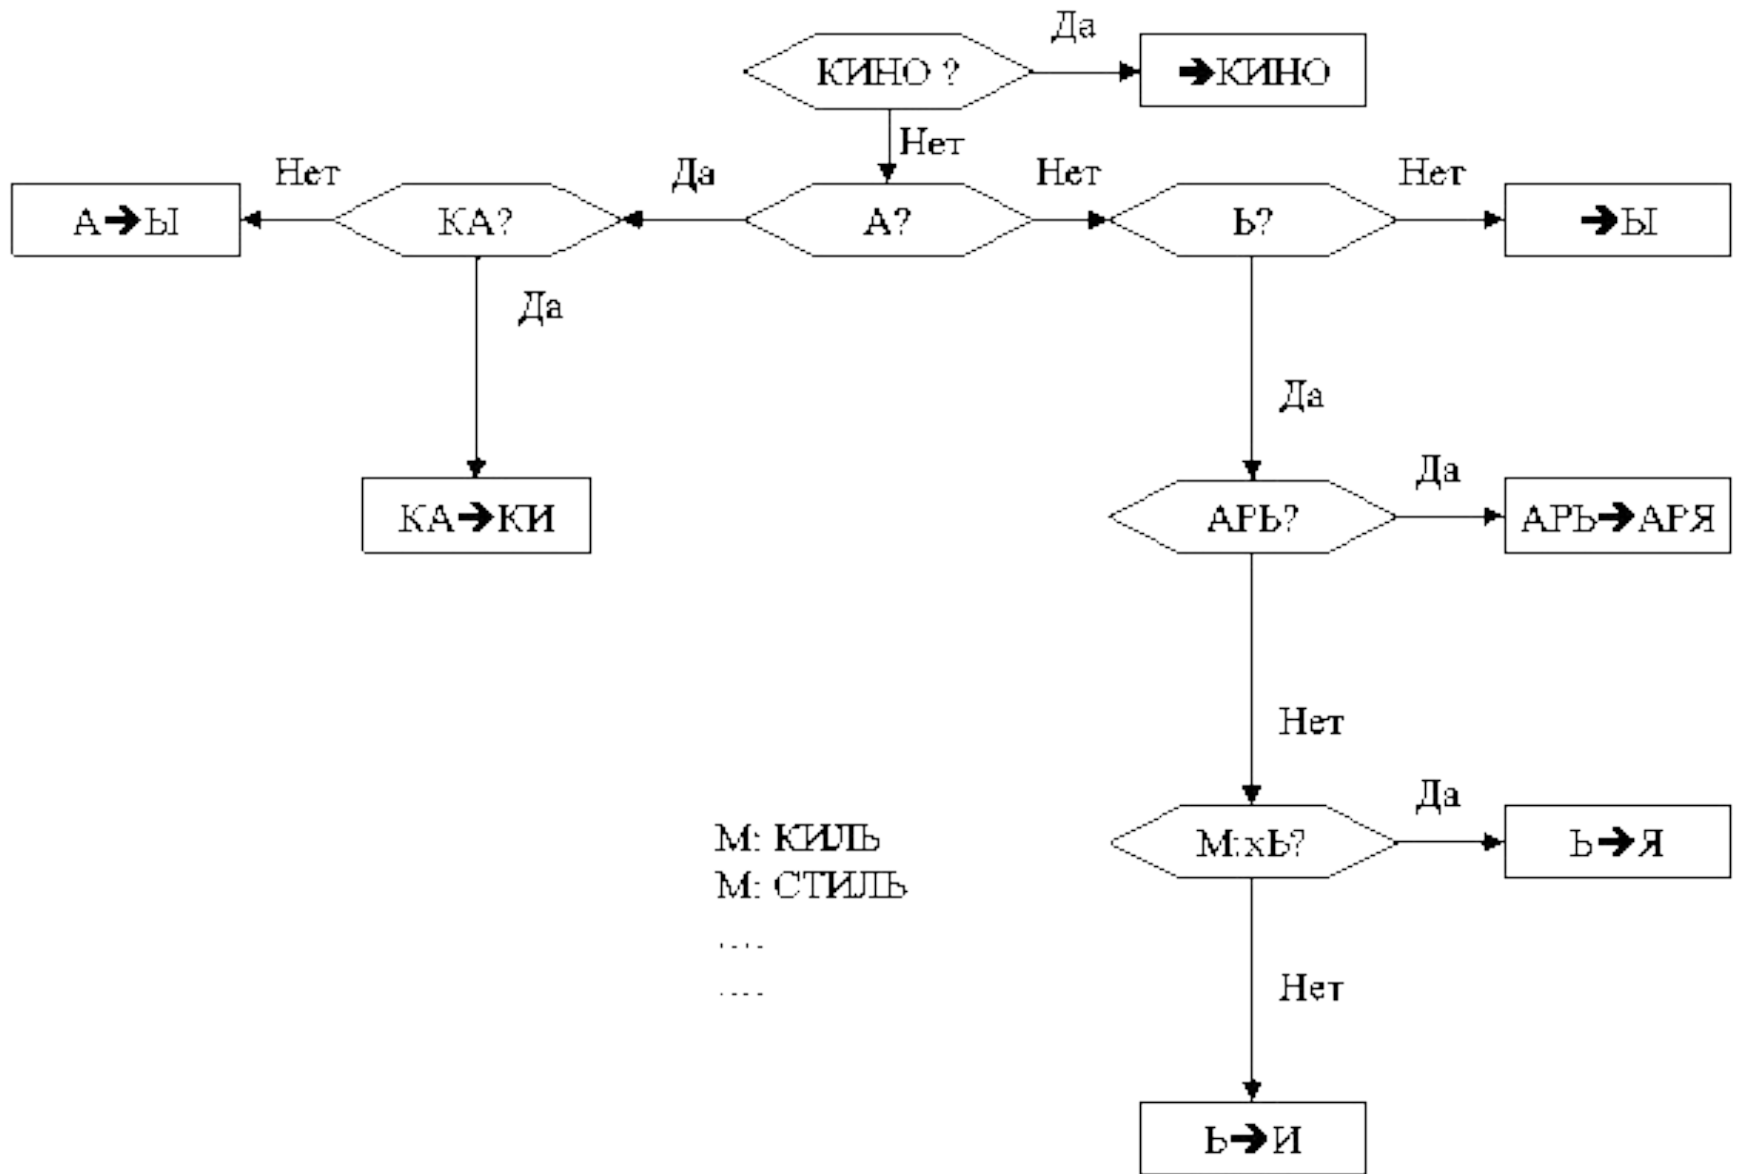 Да
КИНО ?
➔КИНО
Нет
Нет
Да
Нет
Нет
А➔Ы
КА?
А?
Ь?
➔Ы
Да
Да
Да
КА➔КИ
АРЬ?
АРЬ➔АРЯ
Нет
Да
М: КИЛЬ
М:хЬ?
Ь➔Я
М: СТИЛЬ
....
....
Нет
Ь➔И